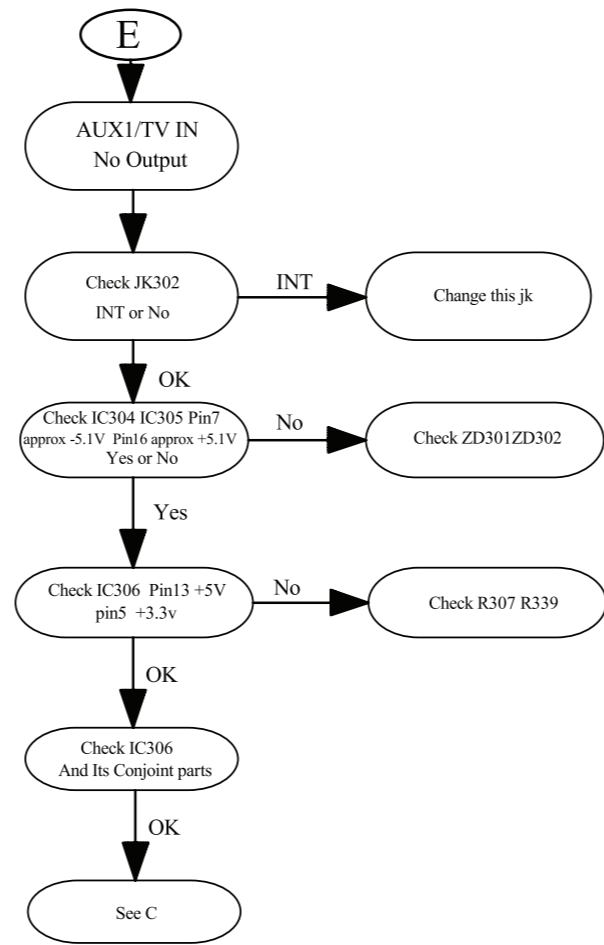 E
AUX1/TV IN
No Output
Check JK302
INT or No
INT
Change this jk
OK
Check IC304 IC305 Pin7
approx -5.1V Pin16 approx +5.1V
Yes or No
No
Check ZD301ZD302
Yes
Check IC306 Pin13 +5V
pin5 +3.3v
No
Check R307 R339
OK
Check IC306
And Its Conjoint parts
OK
See C